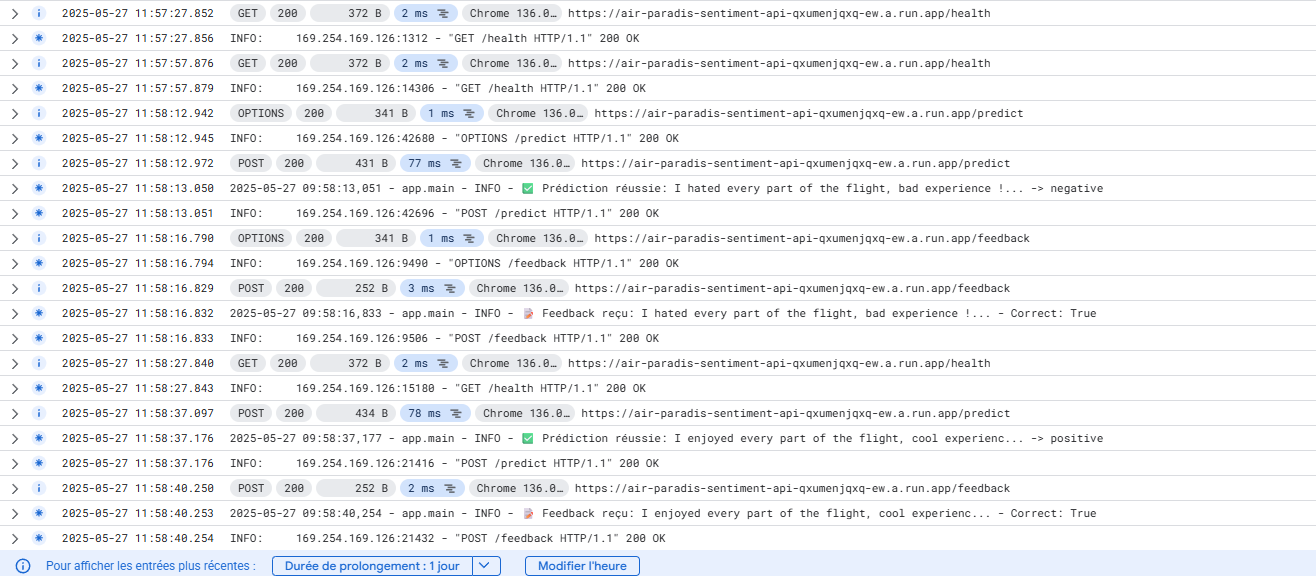 2025-05-27 11:57:27.852 GET 200 372 B 2 ms Chrome 136.0… https://air-paradis-sentiment-api-qxumenjqxq-ew.a.run.app/health
2025-05-27 11:57:27.856 INFO: 169.254.169.126:1312 - "GET /health HTTP/1.1" 200 OK
2025-05-27 11:57:57.876 GET 200 372 B 2 ms Chrome 136.0… https://air-paradis-sentiment-api-qxumenjqxq-ew.a.run.app/health
2025-05-27 11:57:57.879 INFO: 169.254.169.126:14306 - "GET /health HTTP/1.1" 200 OK
2025-05-27 11:58:12.942 OPTIONS 200 341 B 1 ms Chrome 136.0… https://air-paradis-sentiment-api-qxumenjqxq-ew.a.run.app/predict
2025-05-27 11:58:12.945 INFO: 169.254.169.126:42680 - "OPTIONS /predict HTTP/1.1" 200 OK
2025-05-27 11:58:12.972 POST 200 431 B 77 ms Chrome 136.0… https://air-paradis-sentiment-api-qxumenjqxq-ew.a.run.app/predict
2025-05-27 11:58:13.050 2025-05-27 09:58:13,051 - app.main - INFO - ✅ Prédiction réussie: I hated every part of the flight, bad experience !... -> negative
2025-05-27 11:58:13.051 INFO: 169.254.169.126:42696 - "POST /predict HTTP/1.1" 200 OK
2025-05-27 11:58:16.790 OPTIONS 200 341 B 1 ms Chrome 136.0… https://air-paradis-sentiment-api-qxumenjqxq-ew.a.run.app/feedback
2025-05-27 11:58:16.794 INFO: 169.254.169.126:9490 - "OPTIONS /feedback HTTP/1.1" 200 OK
2025-05-27 11:58:16.829 POST 200 252 B 3 ms Chrome 136.0… https://air-paradis-sentiment-api-qxumenjqxq-ew.a.run.app/feedback
2025-05-27 11:58:16.832 2025-05-27 09:58:16,833 - app.main - INFO - 📝 Feedback reçu: I hated every part of the flight, bad experience !... - Correct: True
2025-05-27 11:58:16.833 INFO: 169.254.169.126:9506 - "POST /feedback HTTP/1.1" 200 OK
2025-05-27 11:58:27.840 GET 200 372 B 2 ms Chrome 136.0… https://air-paradis-sentiment-api-qxumenjqxq-ew.a.run.app/health
2025-05-27 11:58:27.843 INFO: 169.254.169.126:15180 - "GET /health HTTP/1.1" 200 OK
2025-05-27 11:58:37.097 POST 200 434 B 78 ms Chrome 136.0… https://air-paradis-sentiment-api-qxumenjqxq-ew.a.run.app/predict
2025-05-27 11:58:37.176 2025-05-27 09:58:37,177 - app.main - INFO - ✅ Prédiction réussie: I enjoyed every part of the flight, cool experienc... -> positive
2025-05-27 11:58:37.176 INFO: 169.254.169.126:21416 - "POST /predict HTTP/1.1" 200 OK
2025-05-27 11:58:40.250 POST 200 252 B 2 ms Chrome 136.0… https://air-paradis-sentiment-api-qxumenjqxq-ew.a.run.app/feedback
2025-05-27 11:58:40.253 2025-05-27 09:58:40,254 - app.main - INFO - 📝 Feedback reçu: I enjoyed every part of the flight, cool experienc... - Correct: True
2025-05-27 11:58:40.254 INFO: 169.254.169.126:21432 - "POST /feedback HTTP/1.1" 200 OK
Pour afficher les entrées plus récentes : Durée de prolongement : 1 jour Modifier l'heure